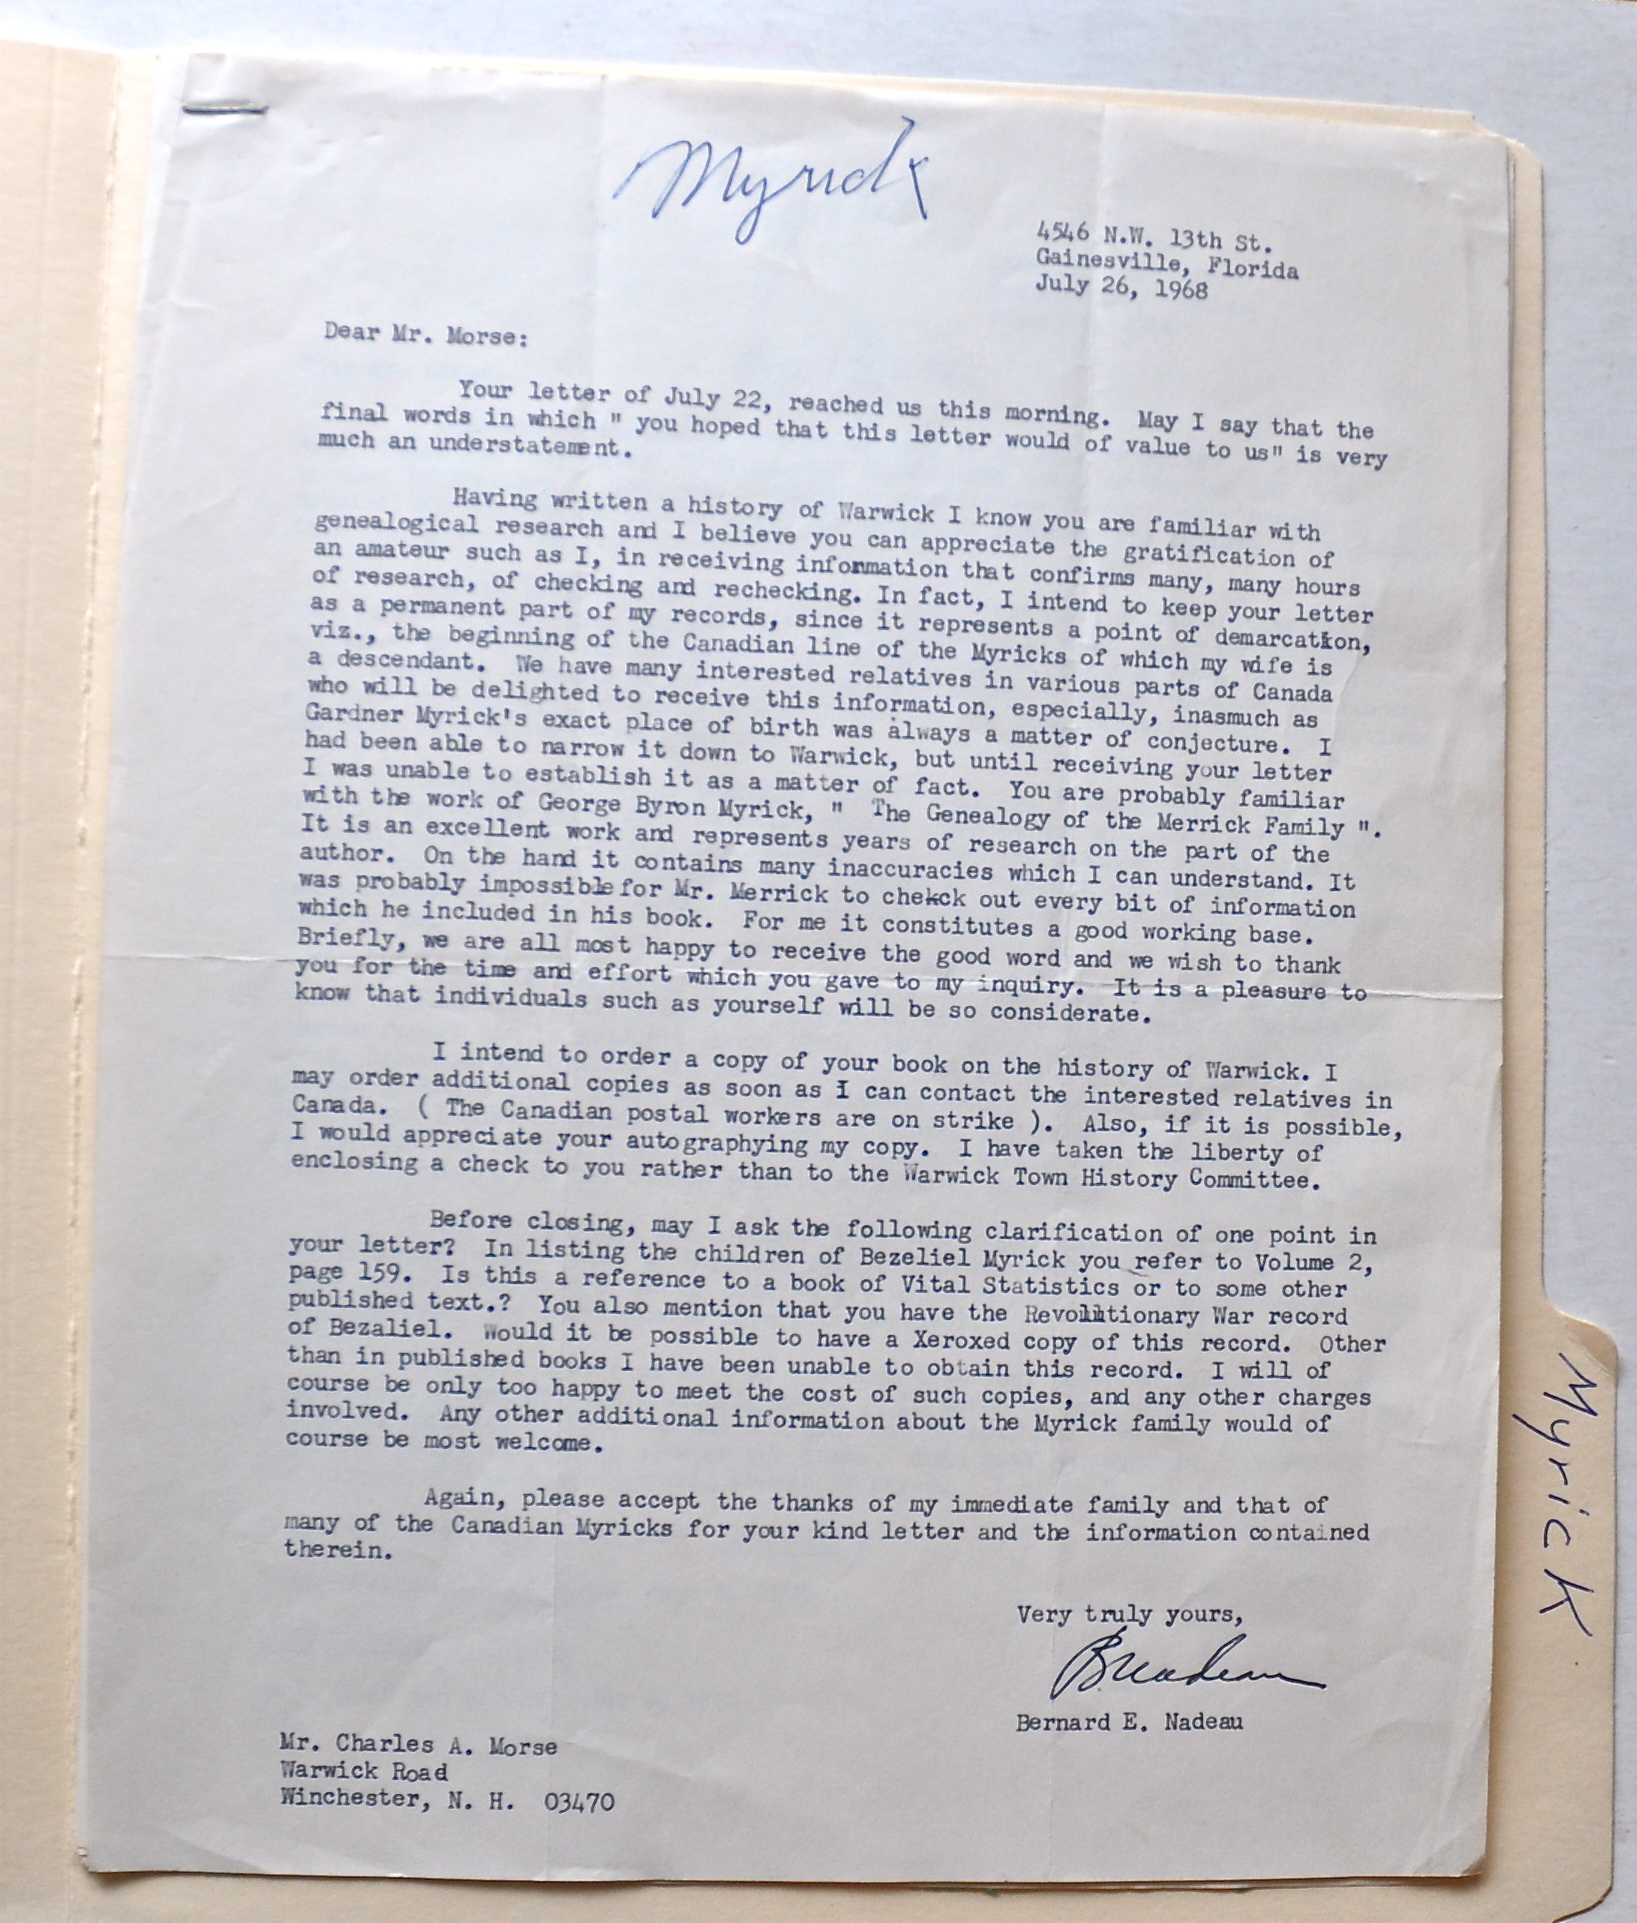 Myrick
4546 N.W. 13th St.
Gainesville, Florida
July 26, 1968
Dear Mr. Morse:
Your letter of July 22, reached us this morning. May I say that the
final words in which " you hoped that this letter would of value to us" is very
much an understatement.
Having written a history of Warwick I know you are familiar with
genealogical research and I believe you can appreciate the gratification of
an amateur such as I, in receiving information that confirms many, many hours
of research, of checking and rechecking. In fact, I intend to keep your letter
as a permanent part of my records, since it represents a point of demarcation,
viz., the beginning of the Canadian line of the Myricks of which my wife is
a descendant. We have many interested relatives in various parts of Canada
who will be delighted to receive this information, especially, inasmuch as
Gardner Myrick's exact place of birth was always a matter of conjecture. I
had been able to narrow it down to Warwick, but until receiving your letter
I was unable to establish it as a matter of fact. You are probably familiar
with the work of George Byron Myrick, " The Genealogy of the Merrick Family ".
It is an excellent work and represents years of research on the part of the
author. On the hand it contains many inaccuracies which I can understand. It
was probably impossible for Mr. Merrick to chekck out every bit of information
which he included in his book. For me it constitutes a good working base.
Briefly, we are all most happy to receive the good word and we wish to thank
you for the time and effort which you gave to my inquiry. It is a pleasure to
know that individuals such as yourself will be so considerate.
I intend to order a copy of your book on the history of Warwick. I
may order additional copies as soon as I can contact the interested relatives in
Canada. ( The Canadian postal workers are on strike ). Also, if it is possible,
I would appreciate your autographying my copy. I have taken the liberty of
enclosing a check to you rather than to the Warwick Town History Committee.
Before closing, may I ask the following clarification of one point in
your letter? In listing the children of Bezeliel Myrick you refer to Volume 2,
page 159. Is this a reference to a book of Vital Statistics or to some other
published text.? You also mention that you have the Revolutionary War record
of Bezaliel. Would it be possible to have a Xeroxed copy of this record. Other
than in published books I have been unable to obtain this record. I will of
course be only too happy to meet the cost of such copies, and any other charges
involved. Any other additional information about the Myrick family would of
course be most welcome.
Again, please accept the thanks of my immediate family and that of
many of the Canadian Myricks for your kind letter and the information contained
therein.
Very truly yours,
BNadeau
Bernard E. Nadeau
Mr. Charles A. Morse
Warwick Road
Winchester, N. H. 03470
Myrick